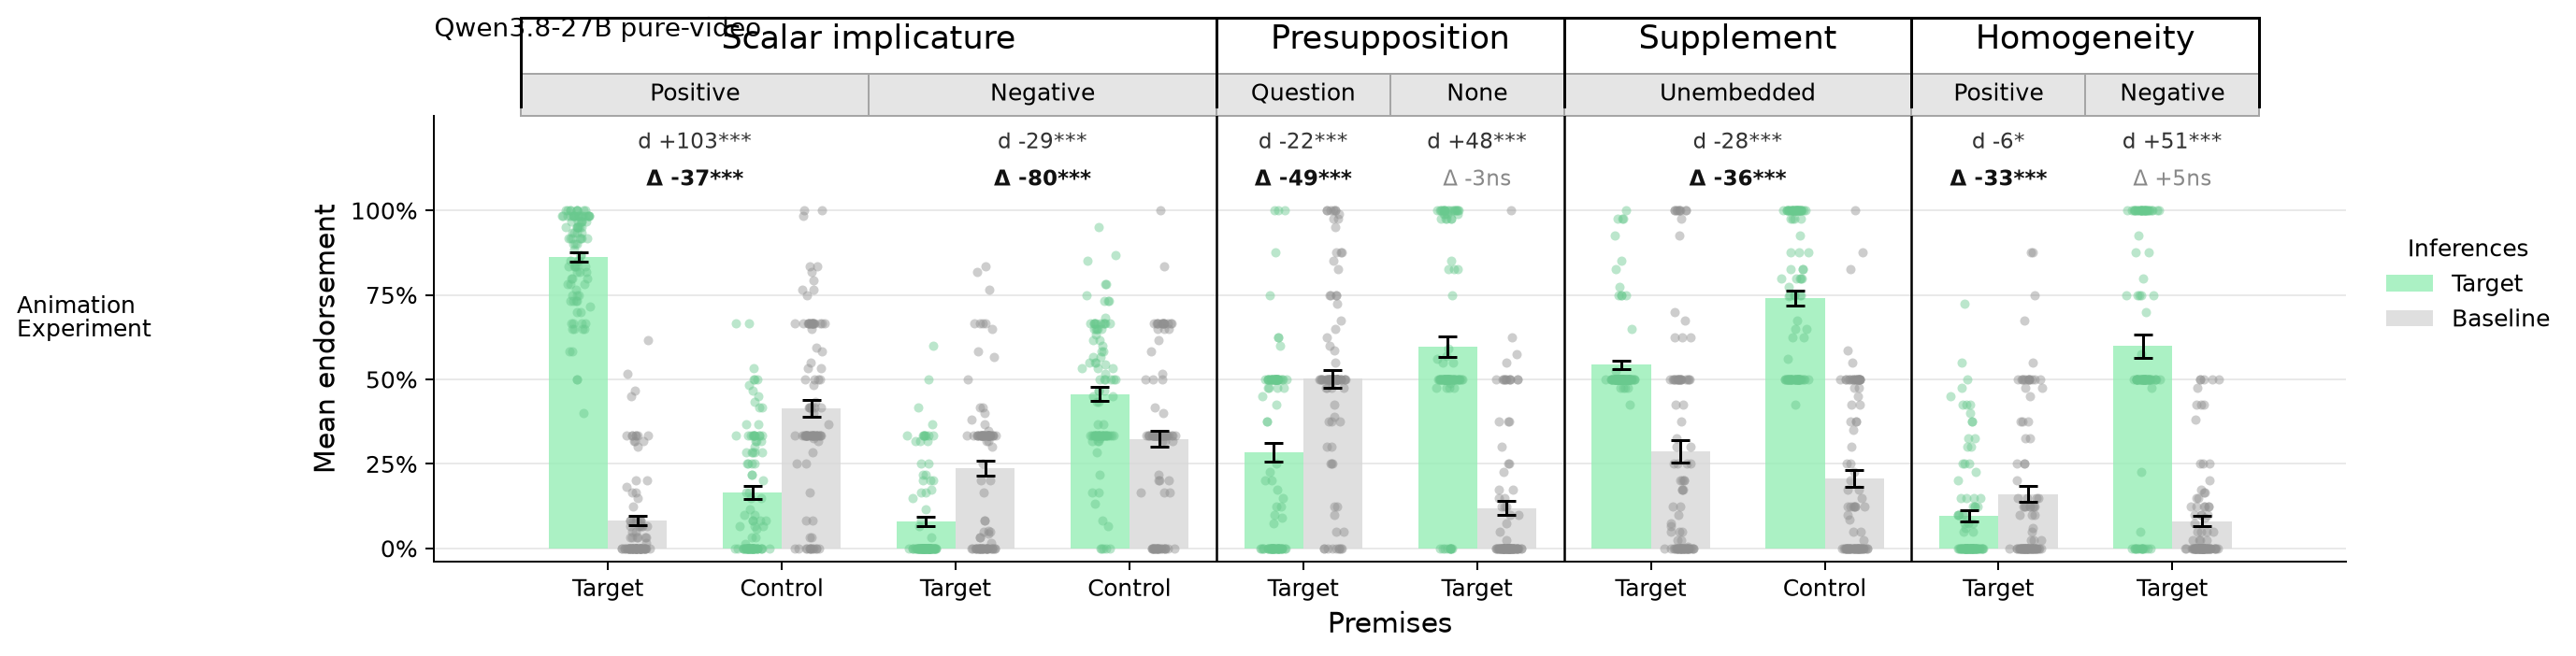 Qwen3.8-27B pure-video
Scalar implicature Presupposition Supplement Homogeneity
Positive Negative Question None Unembedded Positive Negative
d +103*** d -29*** d -22*** d +48*** d -28*** d -6* d +51***
Δ -37*** Δ -80*** Δ -49*** Δ -3ns Δ -36*** Δ -33*** Δ +5ns
Animation
Experiment
Mean endorsement
100%
75%
50%
25%
0%
Target Control Target Control Target Target Target Control Target Target
Premises
Inferences
Target
Baseline